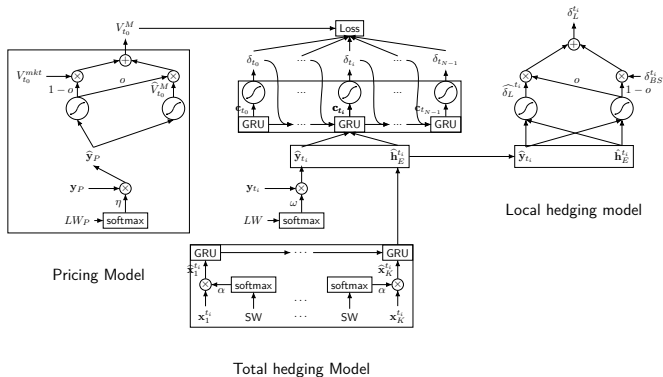 V_{t_0}^M
Loss
δ_L^{t_i}
δ_{t_0} ... δ_{t_i} ... δ_{t_{N-1}}
V_{t_0}^{mkt}
1 − o
o
V̂_{t_0}^M
... ...
δ̂_L^{t_i}
o
1-o
δ_{BS}^{t_i}
c_{t_0} c_{t_i} c_{t_{N-1}}
GRU ... GRU ... GRU
ŷ_P
ŷ_{t_i} ĥ_E^{t_i}
ŷ_{t_i} ĥ_E^{t_i}
y_P
η
LW_P softmax
y_{t_i}
ω
LW softmax
Local hedging model
GRU ... GRU
x̂_1^{t_i} x̂_K^{t_i}
α softmax ... softmax α
x_1^{t_i} SW ... SW x_K^{t_i}
Pricing Model
Total hedging Model